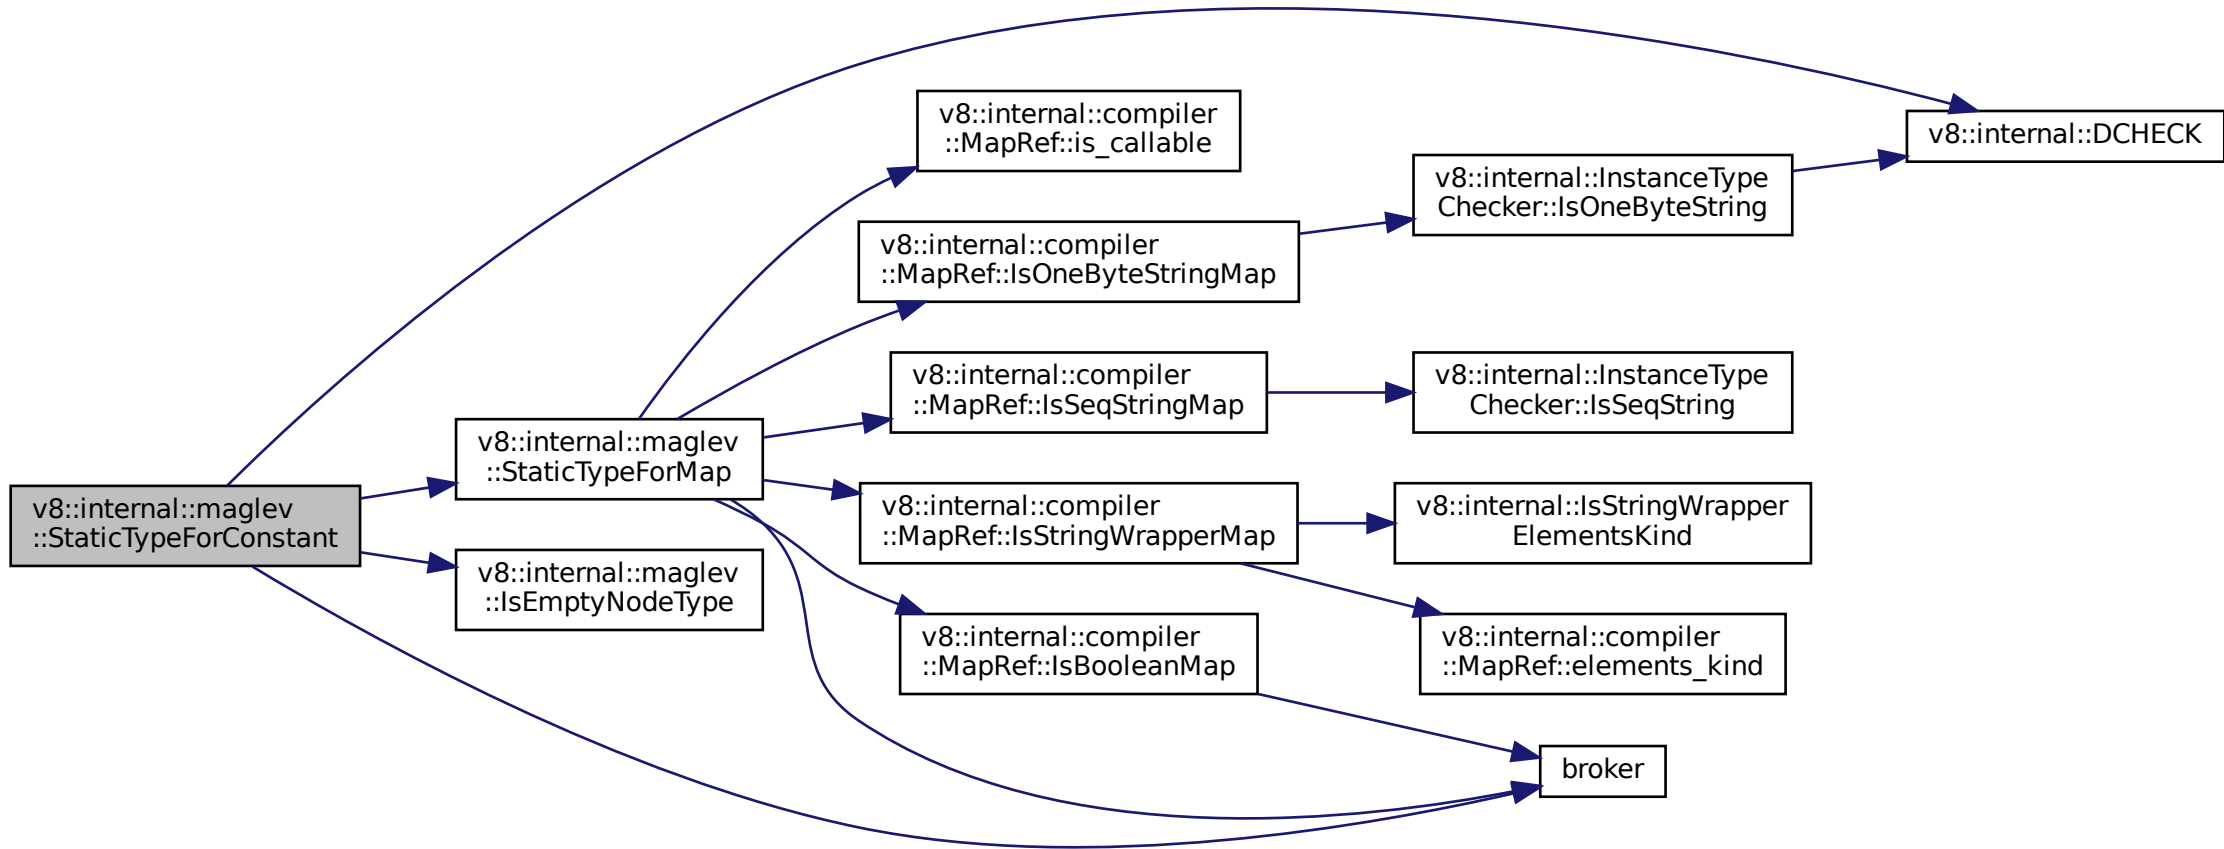 v8::internal::maglev
::StaticTypeForConstant
v8::internal::maglev
::StaticTypeForMap
v8::internal::maglev
::IsEmptyNodeType
v8::internal::compiler
::MapRef::is_callable
v8::internal::compiler
::MapRef::IsOneByteStringMap
v8::internal::compiler
::MapRef::IsSeqStringMap
v8::internal::compiler
::MapRef::IsStringWrapperMap
v8::internal::compiler
::MapRef::IsBooleanMap
v8::internal::InstanceType
Checker::IsOneByteString
v8::internal::InstanceType
Checker::IsSeqString
v8::internal::IsStringWrapper
ElementsKind
v8::internal::compiler
::MapRef::elements_kind
broker
v8::internal::DCHECK